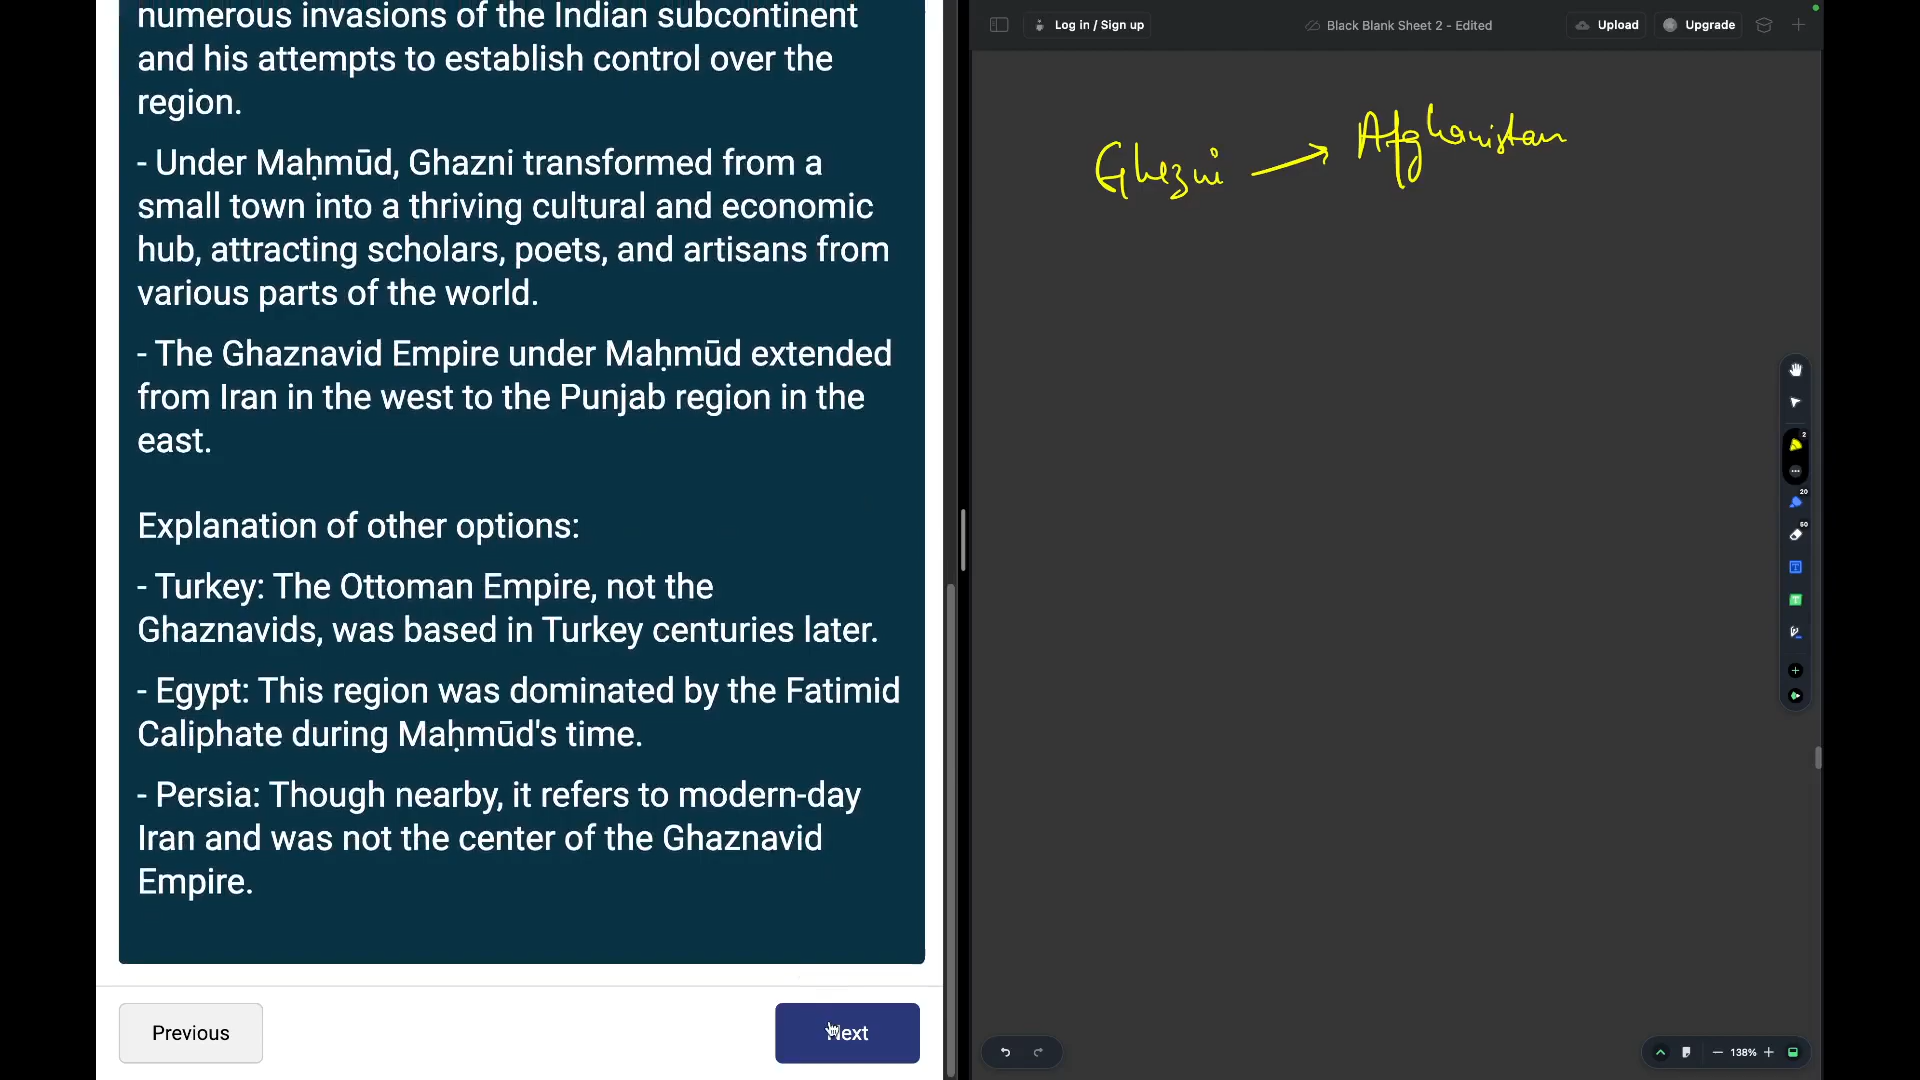 numerous invasions of the Indian subcontinent
and his attempts to establish control over the
region.
- Under Maḥmūd, Ghazni transformed from a
small town into a thriving cultural and economic
hub, attracting scholars, poets, and artisans from
various parts of the world.
- The Ghaznavid Empire under Maḥmūd extended
from Iran in the west to the Punjab region in the
east.
Explanation of other options:
- Turkey: The Ottoman Empire, not the
Ghaznavids, was based in Turkey centuries later.
- Egypt: This region was dominated by the Fatimid
Caliphate during Maḥmūd's time.
- Persia: Though nearby, it refers to modern-day
Iran and was not the center of the Ghaznavid
Empire.
Previous
Next
Log in / Sign up
Black Blank Sheet 2 - Edited
Upload
Upgrade
Ghezni → Afghanistan
2
20
50
138%